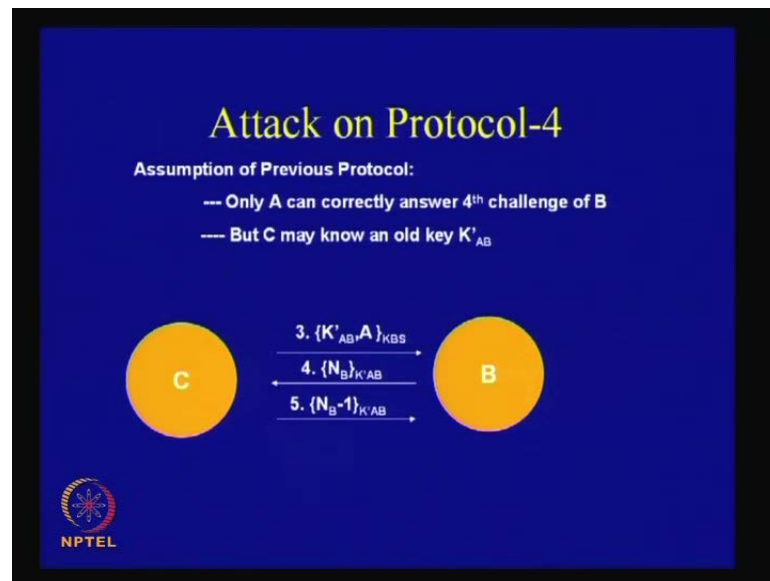 Attack on Protocol-4
Assumption of Previous Protocol:
--- Only A can correctly answer 4th challenge of B
---- But C may know an old key K'AB
3. {K'AB,A}KBS
4. {NB}K'AB
5. {NB-1}K'AB
C
B
NPTEL